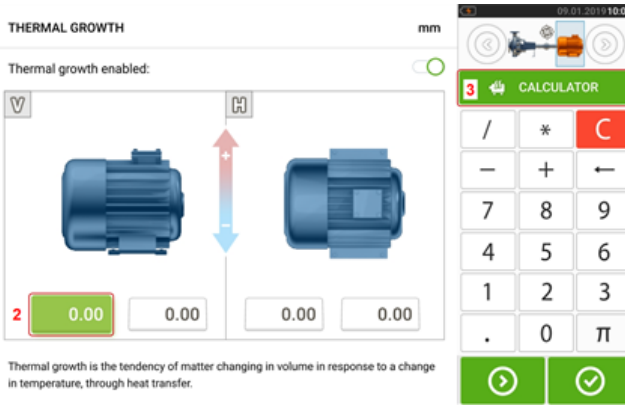 09.01.2019 10:0
THERMAL GROWTH mm
Thermal growth enabled:
V H
+
-
2 0.00 0.00 0.00 0.00
Thermal growth is the tendency of matter changing in volume in response to a change
in temperature, through heat transfer.
3 CALCULATOR
/ * C
− + ←
7 8 9
4 5 6
1 2 3
. 0 π